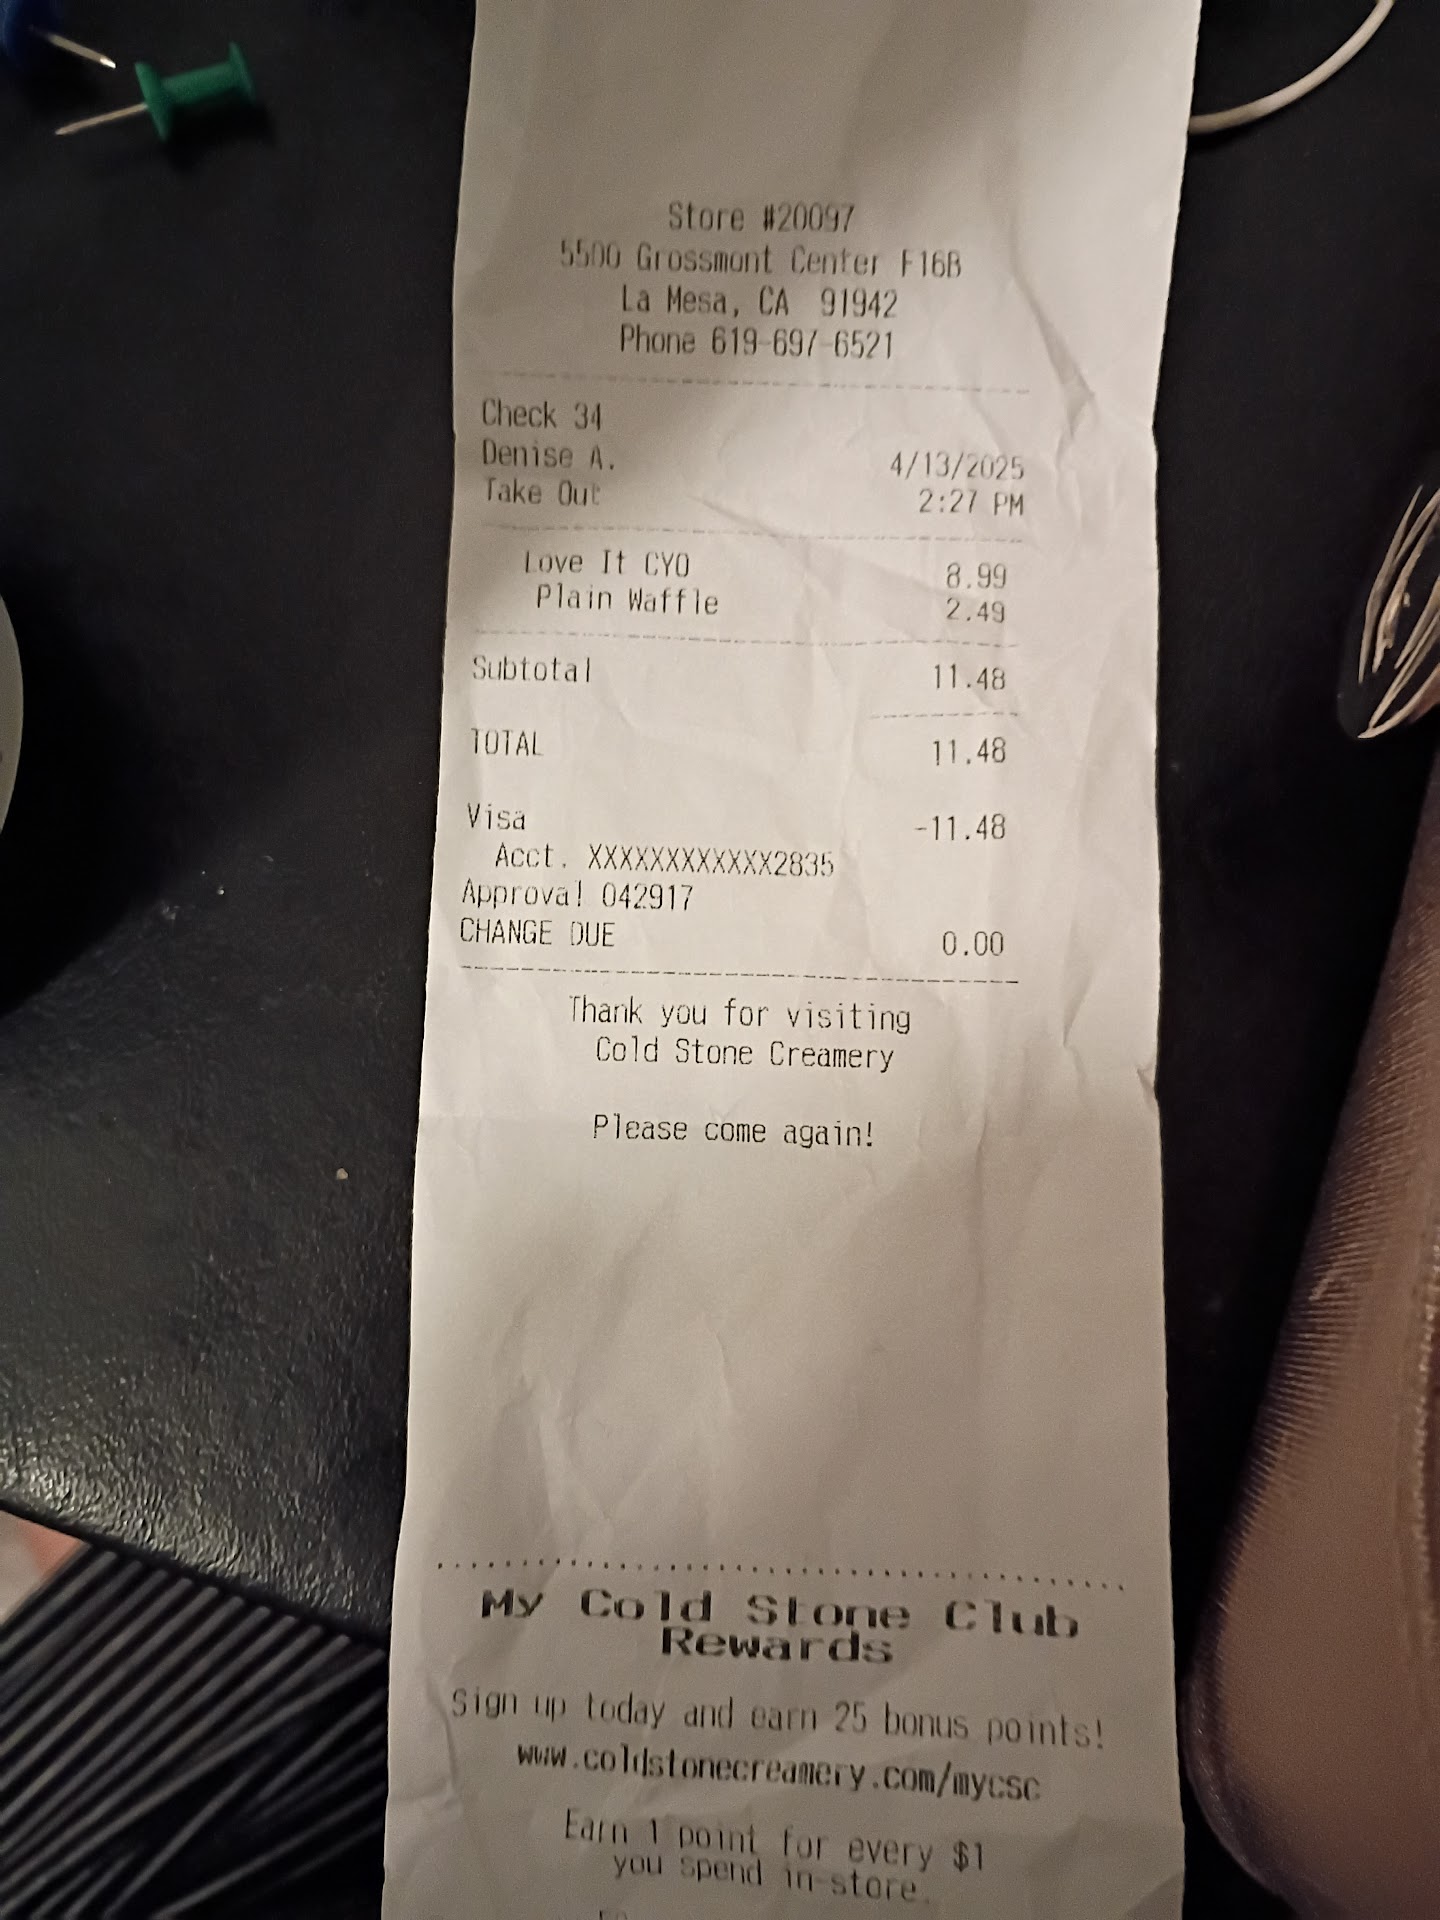 Store #20097
5500 Grossmont Center F16B
La Mesa, CA 91942
Phone 619-697-6521
Check 34
Denise A. 4/13/2025
Take Out 2:27 PM
Love It CYO 8.99
Plain Waffle 2.49
Subtotal 11.48
TOTAL 11.48
Visa -11.48
Acct. XXXXXXXXXXXX2835
Approval 042917
CHANGE DUE 0.00
Thank you for visiting
Cold Stone Creamery
Please come again!
My Cold Stone Club
Rewards
Sign up today and earn 25 bonus points!
www.coldstonecreamery.com/mycsc
Earn 1 point for every $1
you spend in-store.